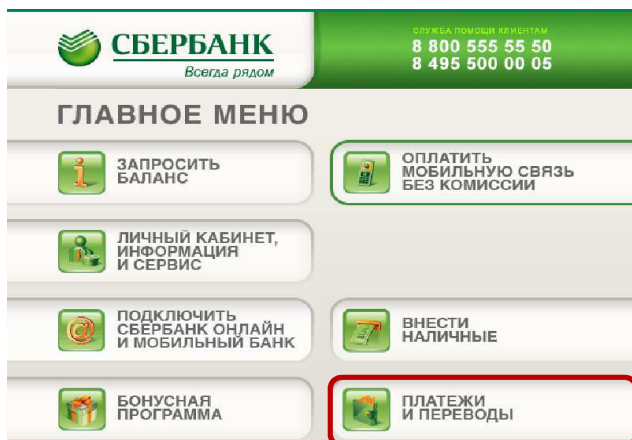 СБЕРБАНК
Всегда рядом
СЛУЖБА ПОМОЩИ КЛИЕНТАМ
8 800 555 55 50
8 495 500 00 05
ГЛАВНОЕ МЕНЮ
ЗАПРОСИТЬ
БАЛАНС
ОПЛАТИТЬ
МОБИЛЬНУЮ СВЯЗЬ
БЕЗ КОМИССИИ
ЛИЧНЫЙ КАБИНЕТ,
ИНФОРМАЦИЯ
И СЕРВИС
ПОДКЛЮЧИТЬ
СБЕРБАНК ОНЛАЙН
И МОБИЛЬНЫЙ БАНК
ВНЕСТИ
НАЛИЧНЫЕ
БОНУСНАЯ
ПРОГРАММА
ПЛАТЕЖИ
И ПЕРЕВОДЫ